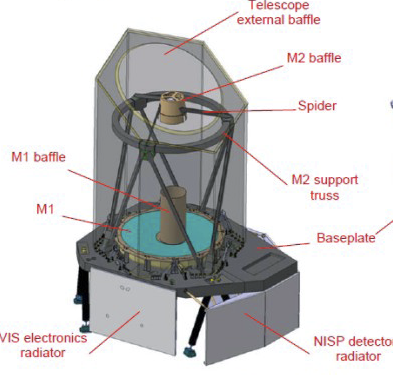 Telescope
external baffle
M2 baffle
Spider
M1 baffle
M2 support
truss
M1
Baseplate
VIS electronics
radiator
NISP detector
radiator